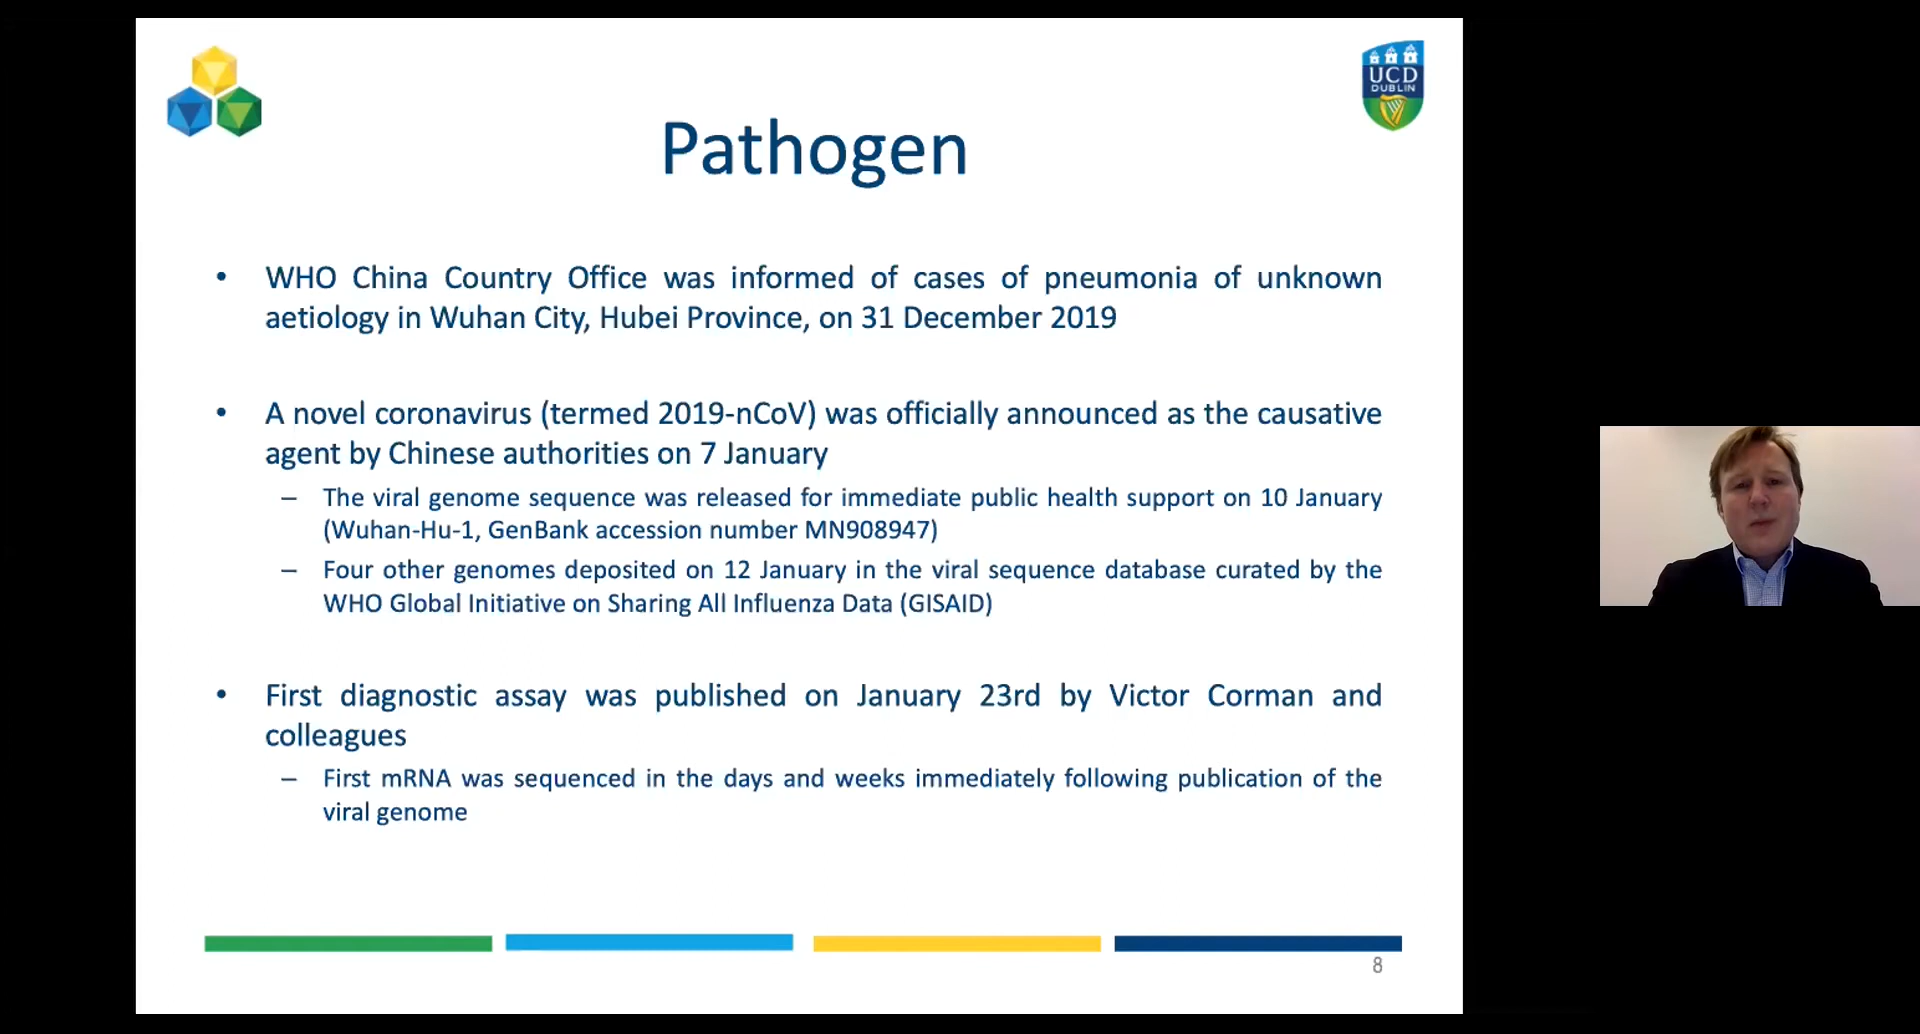 UCD
DUBLIN
Pathogen
• WHO China Country Office was informed of cases of pneumonia of unknown
aetiology in Wuhan City, Hubei Province, on 31 December 2019
• A novel coronavirus (termed 2019-nCoV) was officially announced as the causative
agent by Chinese authorities on 7 January
– The viral genome sequence was released for immediate public health support on 10 January
(Wuhan-Hu-1, GenBank accession number MN908947)
– Four other genomes deposited on 12 January in the viral sequence database curated by the
WHO Global Initiative on Sharing All Influenza Data (GISAID)
• First diagnostic assay was published on January 23rd by Victor Corman and
colleagues
– First mRNA was sequenced in the days and weeks immediately following publication of the
viral genome
8